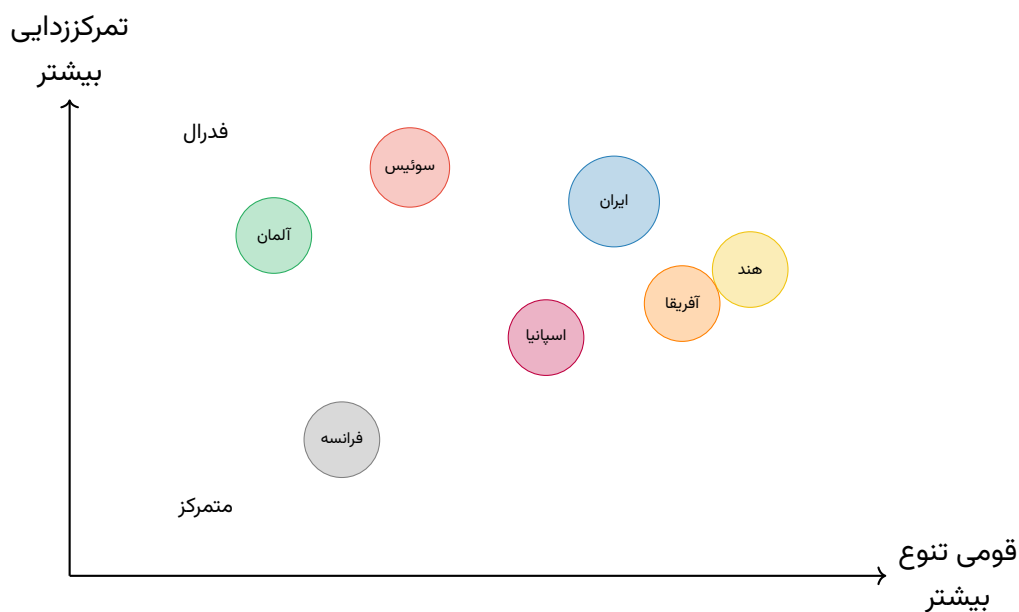 تمرکززدایی
بیشتر
فدرال
سوئیس
ایران
آلمان
هند
آفریقا
اسپانیا
فرانسه
متمرکز
قومی تنوع
بیشتر